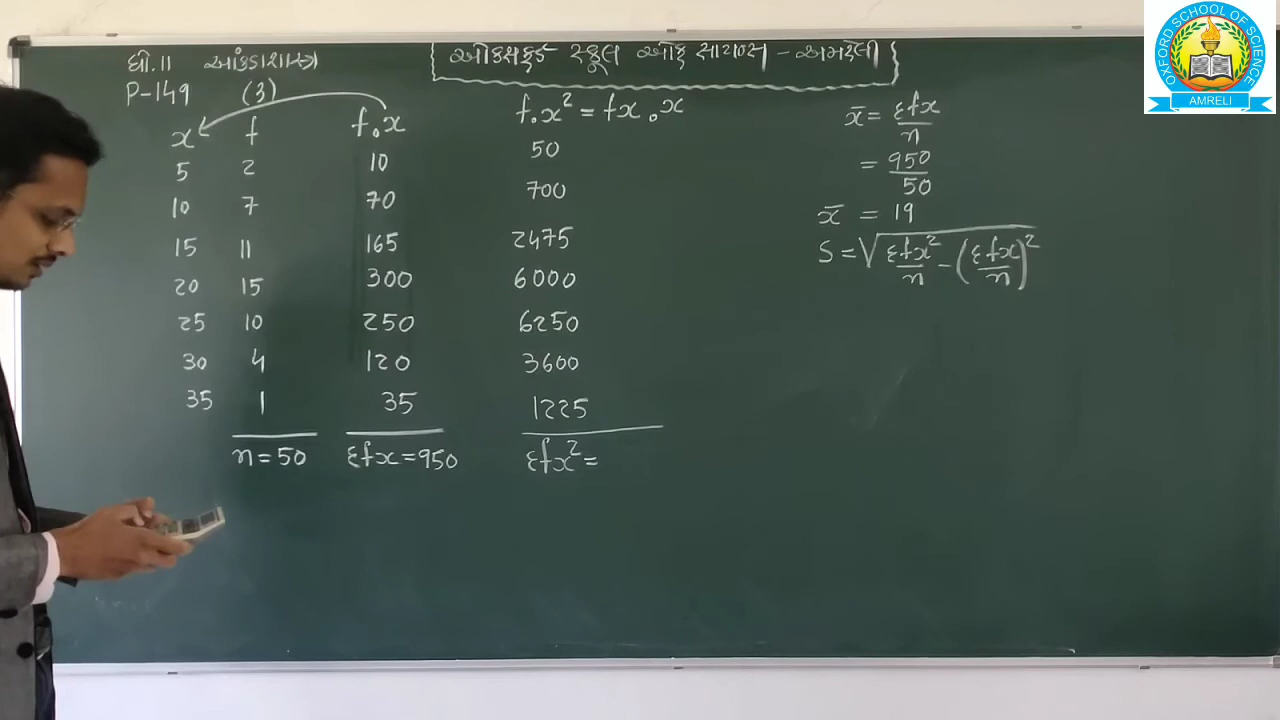 ધો.11 આંકડાશાસ્ત્ર
[ ઓક્સફર્ડ સ્કૂલ ઓફ સાયન્સ - અમરેલી ]
P-149 (3)
x f f.x f.x² = fx.x
5 2 10 50
10 7 70 700
15 11 165 2475
20 15 300 6000
25 10 250 6250
30 4 120 3600
35 1 35 1225
n=50 Σfx=950 Σfx²=
x̄ = Σfx/n
= 950/50
x̄ = 19
S = √(Σfx²/n - (Σfx/n)²)
OXFORD SCHOOL OF SCIENCE
AMRELI